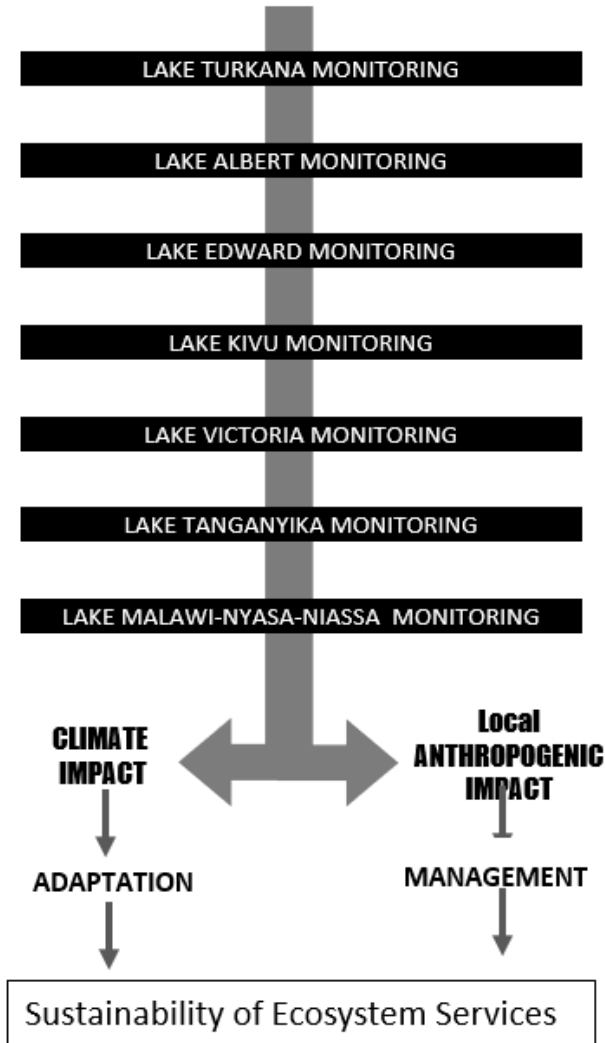 LAKE TURKANA MONITORING
LAKE ALBERT MONITORING
LAKE EDWARD MONITORING
LAKE KIVU MONITORING
LAKE VICTORIA MONITORING
LAKE TANGANYIKA MONITORING
LAKE MALAWI-NYASA-NIASSA MONITORING
CLIMATE
IMPACT
Local
ANTHROPOGENIC
IMPACT
ADAPTATION
MANAGEMENT
Sustainability of Ecosystem Services